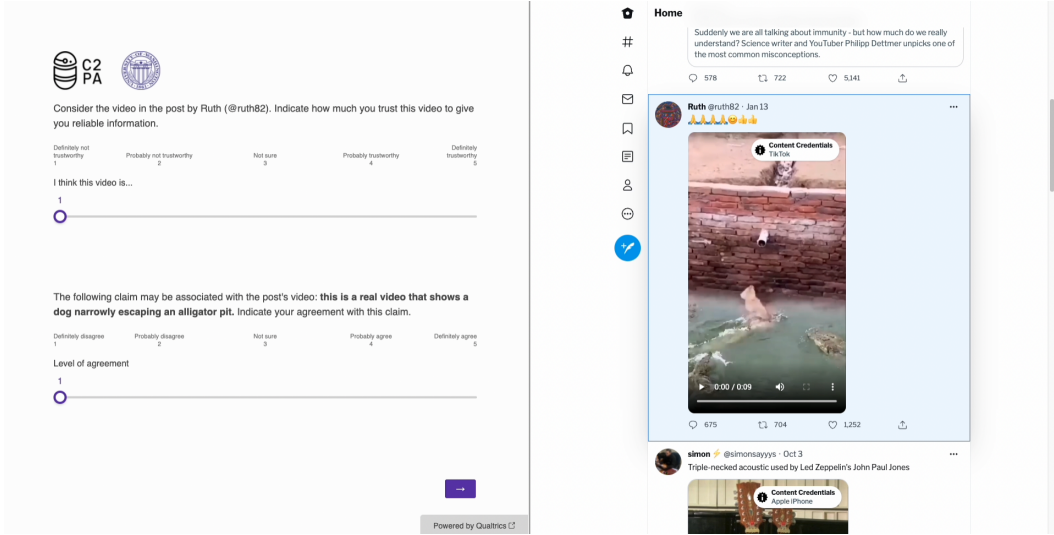 C2
PA
Consider the video in the post by Ruth (@ruth82). Indicate how much you trust this video to give
you reliable information.
Definitely not
trustworthy
1
Probably not trustworthy
2
Not sure
3
Probably trustworthy
4
Definitely
trustworthy
5
I think this video is...
1
The following claim may be associated with the post's video: this is a real video that shows a
dog narrowly escaping an alligator pit. Indicate your agreement with this claim.
Definitely disagree
1
Probably disagree
2
Not sure
3
Probably agree
4
Definitely agree
5
Level of agreement
1
→
Powered by Qualtrics
Home
Suddenly we are all talking about immunity - but how much do we really
understand? Science writer and YouTuber Philipp Dettmer unpicks one of
the most common misconceptions.
578 722 5,141
Ruth @ruth82 · Jan 13
🙏🙏🙏🙏😊👍👍
Content Credentials
TikTok
0:00 / 0:09
675 704 1,252
simon ⚡ @simonsayyys · Oct 3
Triple-necked acoustic used by Led Zeppelin's John Paul Jones
Content Credentials
Apple iPhone